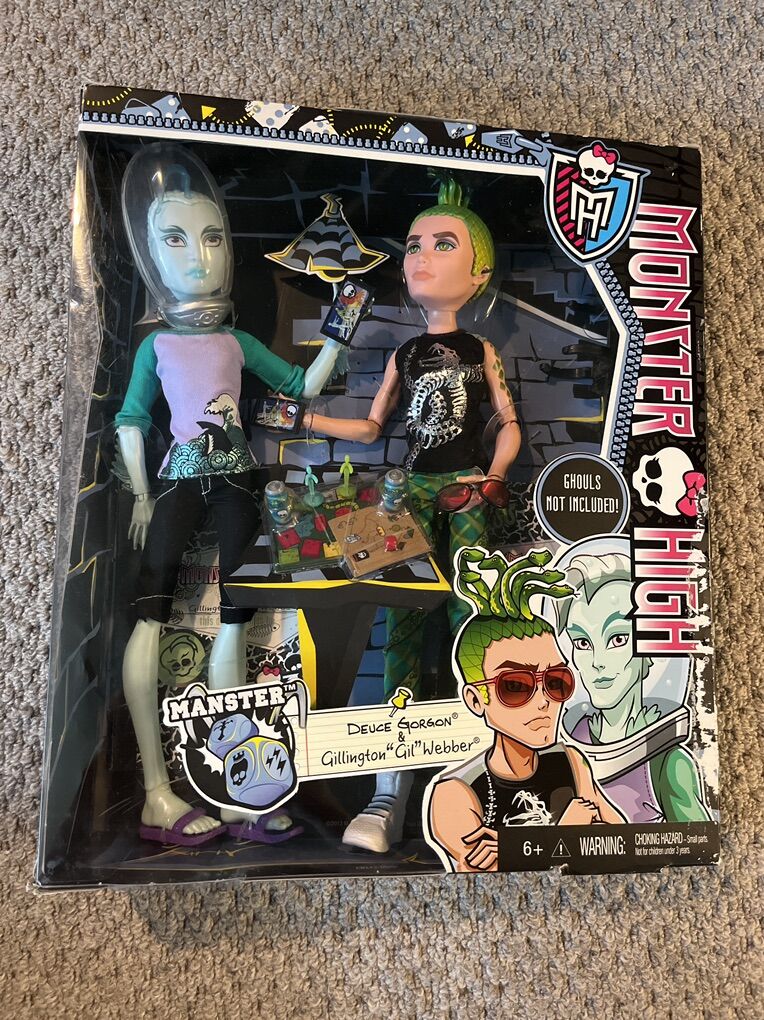 MONSTER HIGH
GHOULS
NOT INCLUDED!
MANSTER™
DEUCE GORGON®
&
Gillington "Gil" Webber®
6+ WARNING: CHOKING HAZARD - Small parts.
Not for children under 3 years.